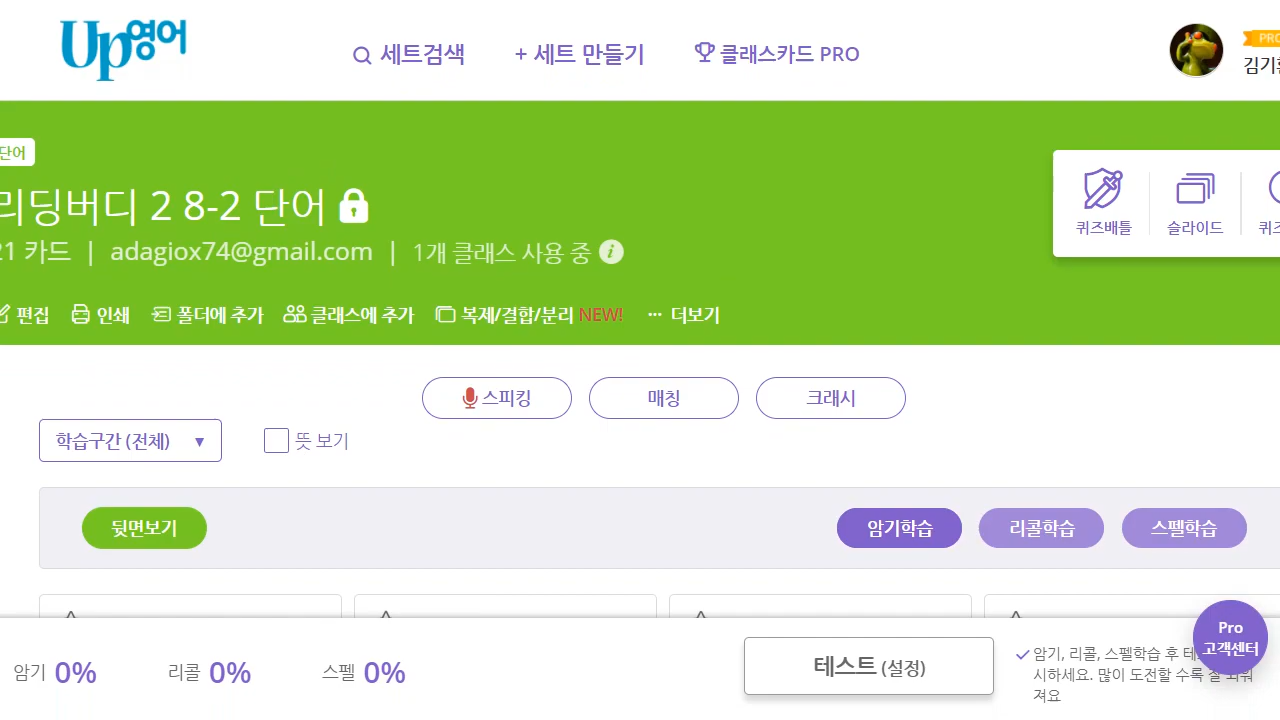 Up영어
세트검색
+ 세트 만들기
클래스카드 PRO
단어
리딩버디 2 8-2 단어
21 카드 | adagiox74@gmail.com | 1개 클래스 사용 중
편집
인쇄
폴더에 추가
클래스에 추가
복제/결합/분리 NEW!
··· 더보기
퀴즈배틀
슬라이드
스피킹
매칭
크래시
학습구간 (전체) ▼
뜻 보기
뒷면보기
암기학습
리콜학습
스펠학습
암기 0%
리콜 0%
스펠 0%
테스트 (설정)
암기, 리콜, 스펠학습 후
시하세요. 많이 도전할 수록 잘 외워
져요
Pro
고객센터